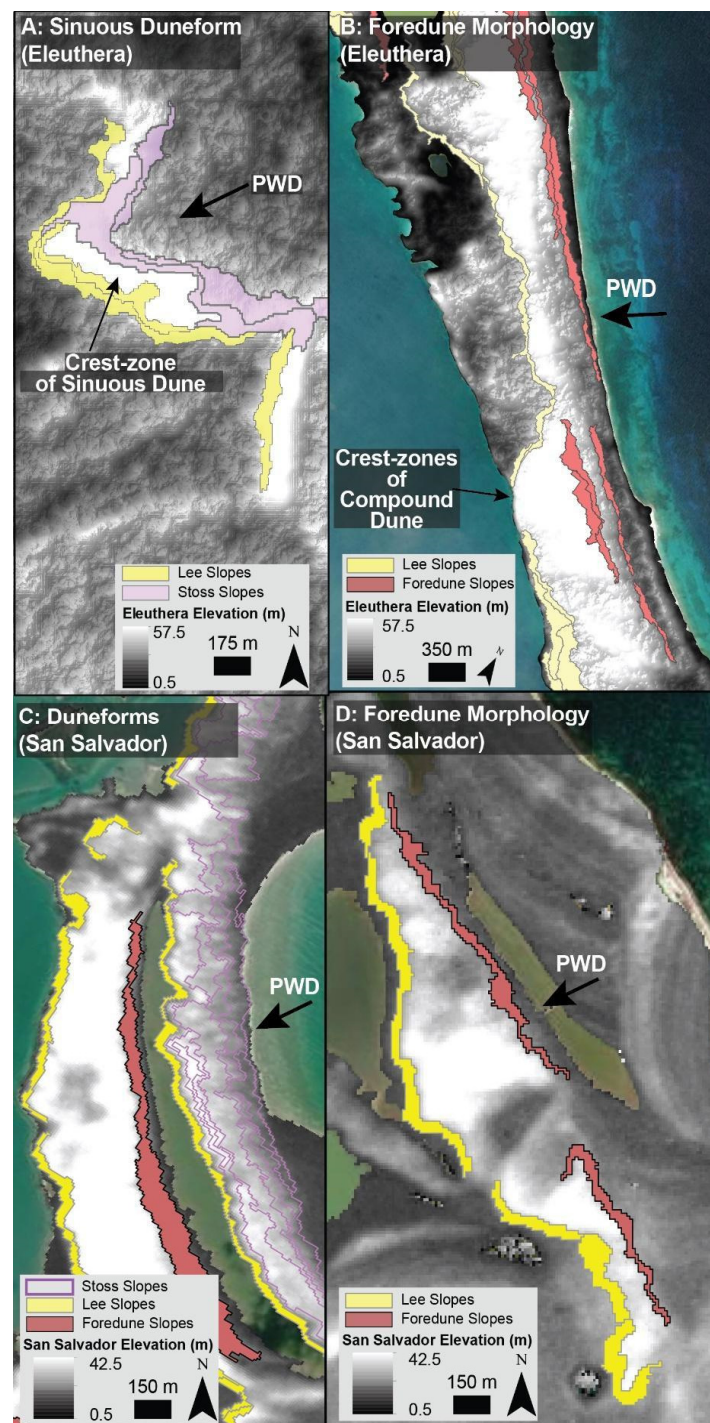 A: Sinuous Duneform
(Eleuthera)
PWD
Crest-zone
of Sinuous Dune
Lee Slopes
Stoss Slopes
Eleuthera Elevation (m)
57.5
0.5
175 m
N
B: Foredune Morphology
(Eleuthera)
PWD
Crest-zones
of
Compound
Dune
Lee Slopes
Foredune Slopes
Eleuthera Elevation (m)
57.5
0.5
350 m
N
C: Duneforms
(San Salvador)
PWD
Stoss Slopes
Lee Slopes
Foredune Slopes
San Salvador Elevation (m)
42.5
0.5
150 m
N
D: Foredune Morphology
(San Salvador)
PWD
Lee Slopes
Foredune Slopes
San Salvador Elevation (m)
42.5
0.5
150 m
N